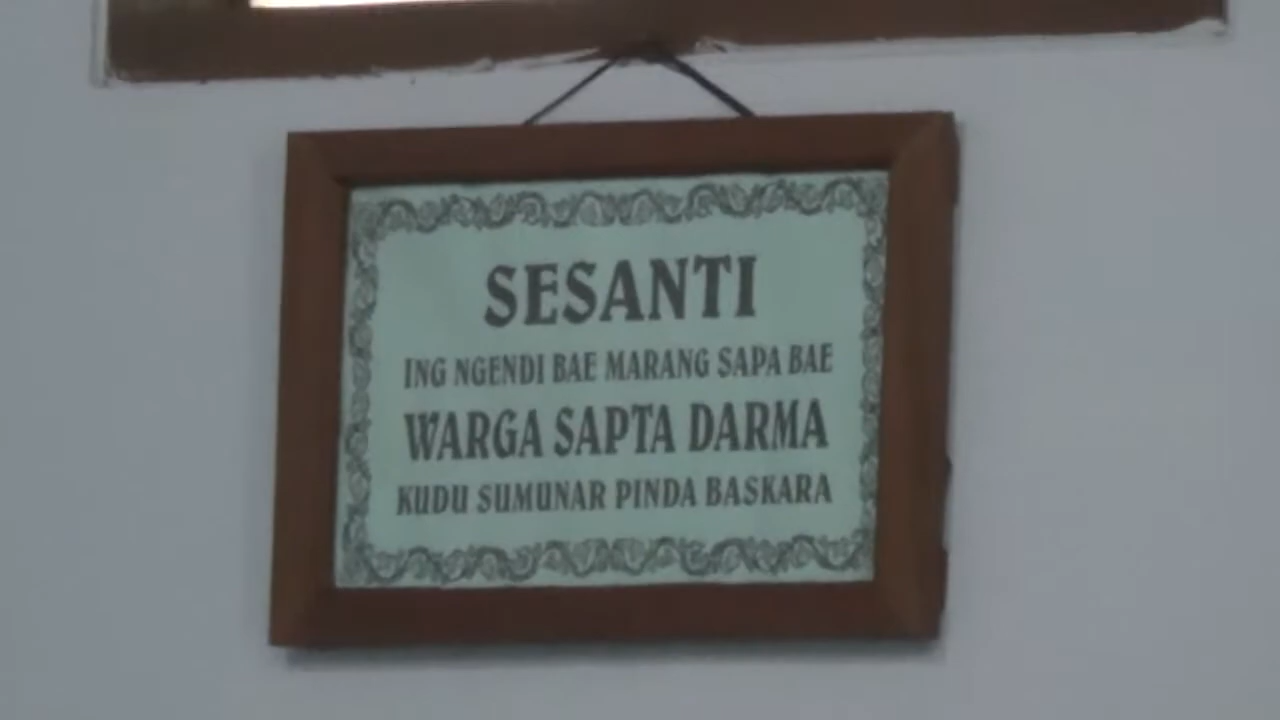 SESANTI
ING NGENDI BAE MARANG SAPA BAE
WARGA SAPTA DARMA
KUDU SUMUNAR PINDA BASKARA